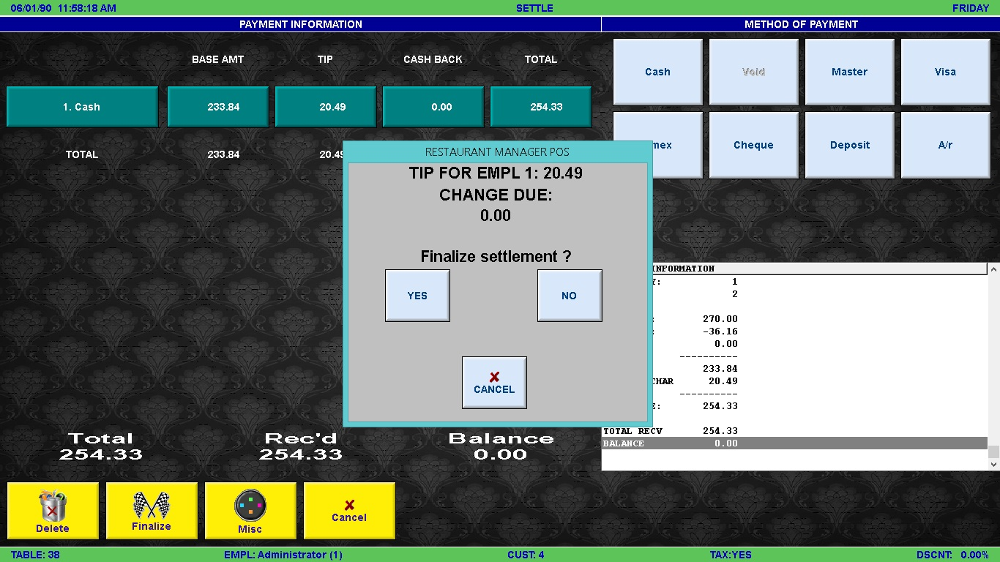 06/01/90 11:58:18 AM SETTLE FRIDAY
PAYMENT INFORMATION METHOD OF PAYMENT
BASE AMT TIP CASH BACK TOTAL
1. Cash 233.84 20.49 0.00 254.33
TOTAL 233.84 20.49
Cash Void Master Visa
mex Cheque Deposit A/r
RESTAURANT MANAGER POS
TIP FOR EMPL 1: 20.49
CHANGE DUE:
0.00
Finalize settlement ?
YES NO
CANCEL
INFORMATION
Y: 1
2
: 270.00
: -36.16
0.00
----------
233.84
CHAR 20.49
----------
E: 254.33
TOTAL RECV 254.33
BALANCE 0.00
Total Rec'd Balance
254.33 254.33 0.00
Delete Finalize Misc Cancel
TABLE: 38 EMPL: Administrator (1) CUST: 4 TAX:YES DSCNT: 0.00%